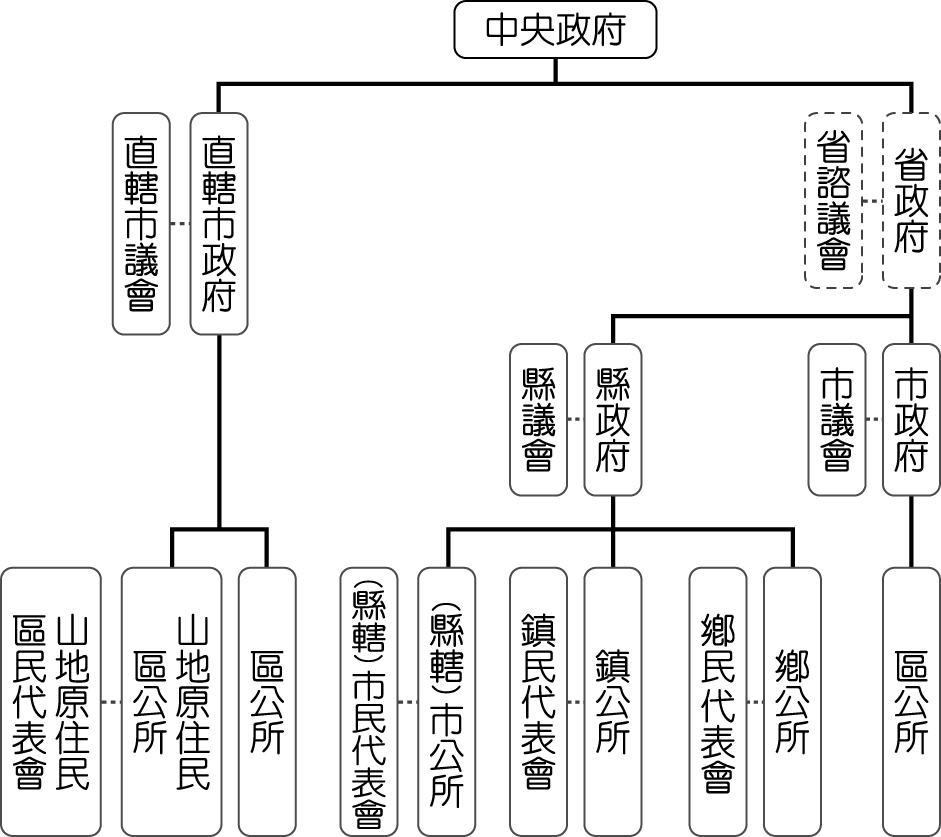 中央政府
直轄市議會
直轄市政府
省諮議會
省政府
縣議會
縣政府
市議會
市政府
山地原住民
區民代表會
山地原住民
區公所
區公所
(縣轄)市民代表會
(縣轄)市公所
鎮民代表會
鎮公所
鄉民代表會
鄉公所
區公所